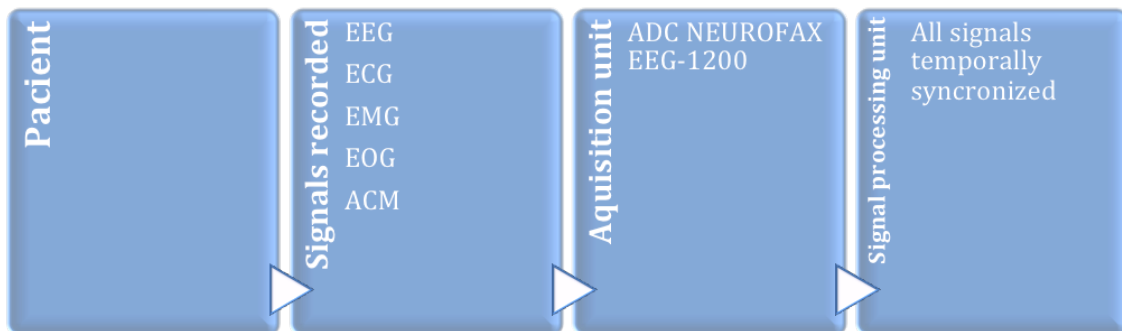 Pacient
Signals recorded
EEG
ECG
EMG
EOG
ACM
Aquisition unit
ADC NEUROFAX
EEG-1200
Signal processing unit
All signals
temporally
syncronized